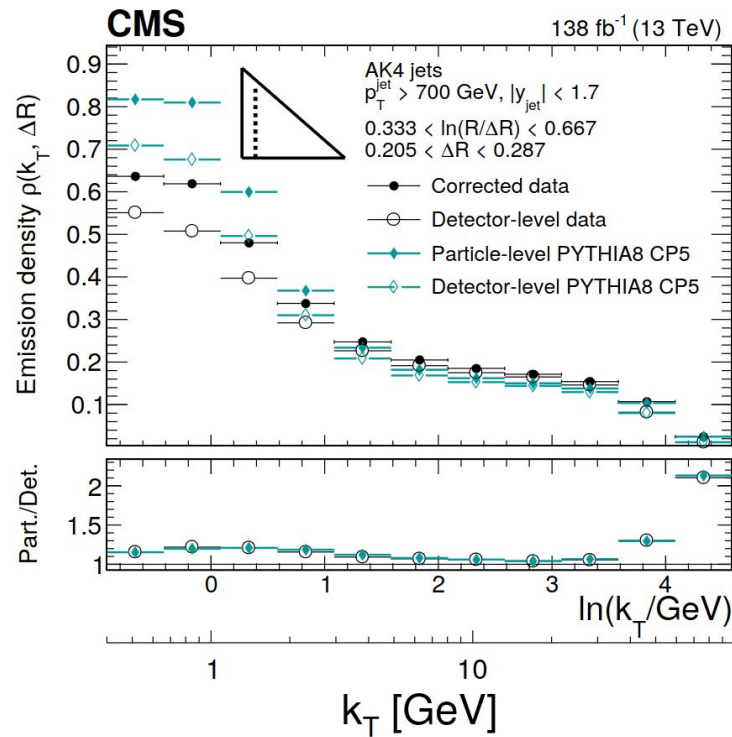 CMS
138 fb⁻¹ (13 TeV)
Emission density ρ(k_T, ΔR)
0.9
0.8
0.7
0.6
0.5
0.4
0.3
0.2
0.1
AK4 jets
p_T^jet > 700 GeV, |y_jet| < 1.7
0.333 < ln(R/ΔR) < 0.667
0.205 < ΔR < 0.287
Corrected data
Detector-level data
Particle-level PYTHIA8 CP5
Detector-level PYTHIA8 CP5
Part./Det.
2
1.5
1
0 1 2 3 4
ln(k_T/GeV)
1 10
k_T [GeV]